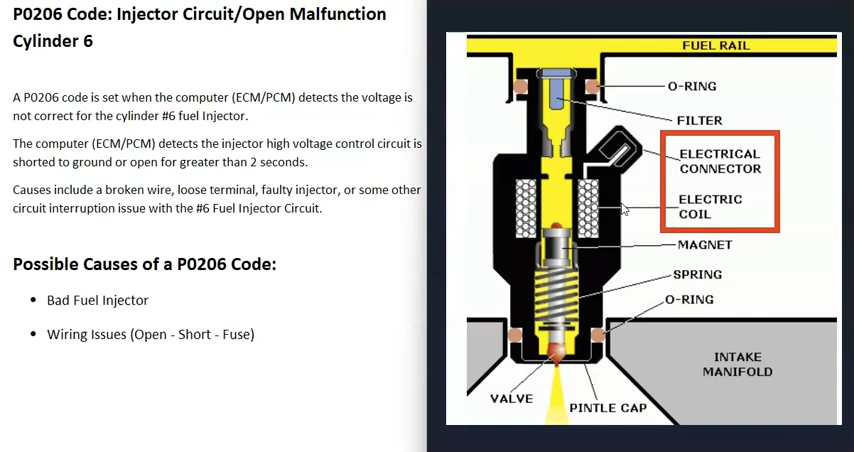 P0206 Code: Injector Circuit/Open Malfunction
Cylinder 6
A P0206 code is set when the computer (ECM/PCM) detects the voltage is
not correct for the cylinder #6 fuel Injector.
The computer (ECM/PCM) detects the injector high voltage control circuit is
shorted to ground or open for greater than 2 seconds.
Causes include a broken wire, loose terminal, faulty injector, or some other
circuit interruption issue with the #6 Fuel Injector Circuit.
Possible Causes of a P0206 Code:
• Bad Fuel Injector
• Wiring Issues (Open - Short - Fuse)
FUEL RAIL
O-RING
FILTER
ELECTRICAL
CONNECTOR
ELECTRIC
COIL
MAGNET
SPRING
O-RING
INTAKE
MANIFOLD
VALVE
PINTLE CAP